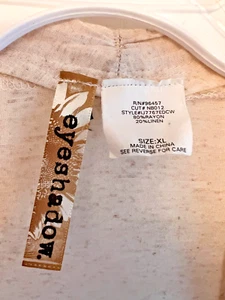 eyeshadow.
RN#96457
CUT# N8012
STYLE#IJ7767EDCW
80%RAYON
20%LINEN
SIZE:XL
MADE IN CHINA
SEE REVERSE FOR CARE